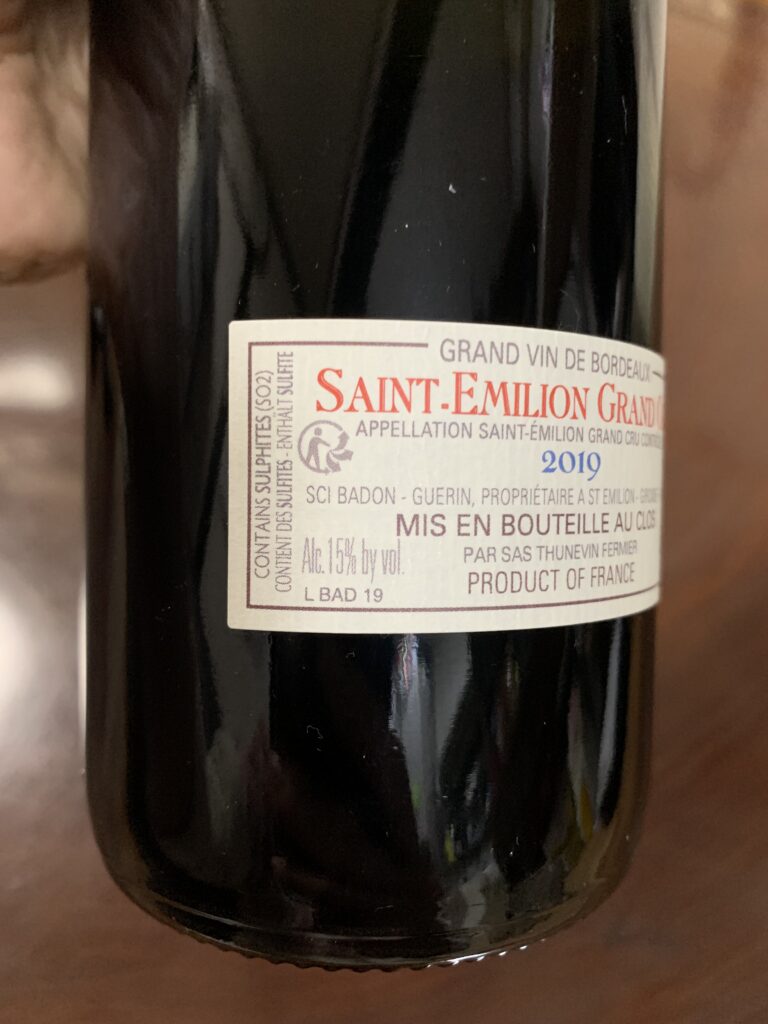 CONTAINS SULPHITES (SO2)
CONTIENT DES SULFITES - ENTHÄLT SULFITE
GRAND VIN DE BORDEAUX
SAINT-EMILION GRAND
APPELLATION SAINT-ÉMILION GRAND CRU
2019
SCI BADON - GUERIN, PROPRIÉTAIRE A ST EMILION -
MIS EN BOUTEILLE AU CLOS
PAR SAS THUNEVIN FERMIER
Alc. 15% by vol.
PRODUCT OF FRANCE
L BAD 19